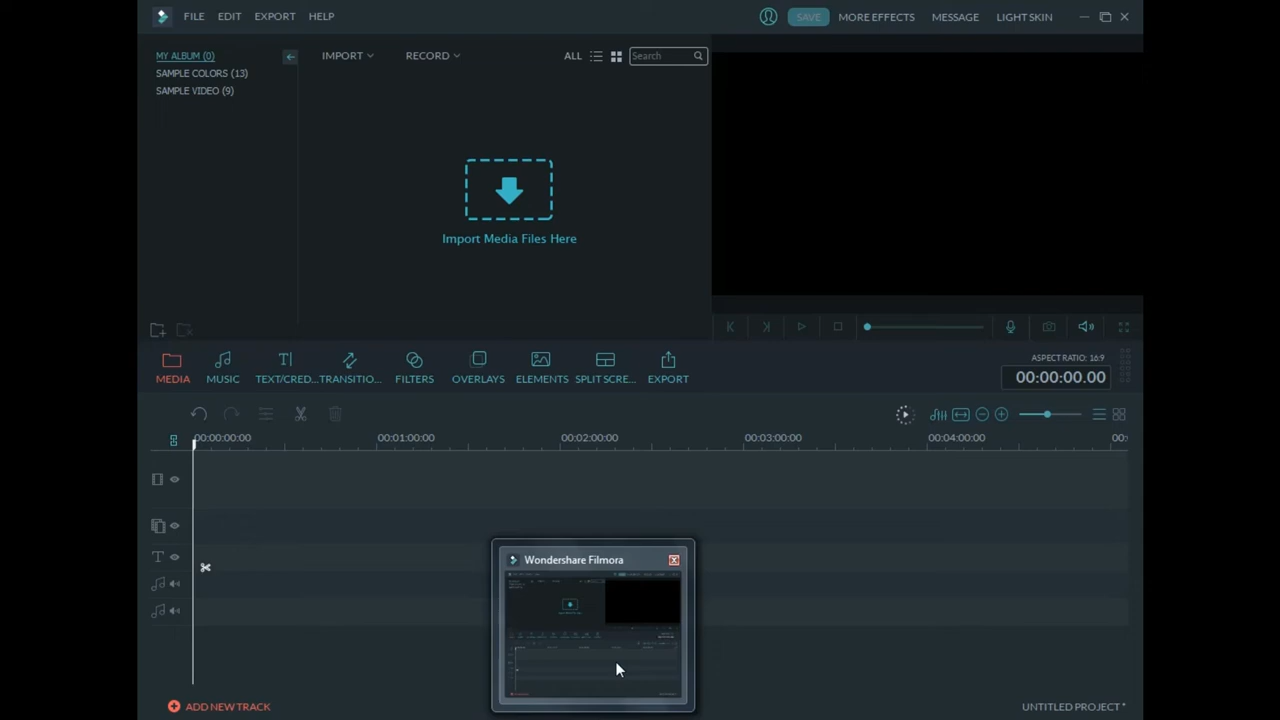 FILE EDIT EXPORT HELP
SAVE MORE EFFECTS MESSAGE LIGHT SKIN
MY ALBUM (0)
SAMPLE COLORS (13)
SAMPLE VIDEO (9)
IMPORT RECORD ALL Search
Import Media Files Here
MEDIA MUSIC TEXT/CRED... TRANSITIO... FILTERS OVERLAYS ELEMENTS SPLIT SCRE... EXPORT
ASPECT RATIO: 16:9
00:00:00.00
00:00:00:00 00:01:00:00 00:02:00:00 00:03:00:00 00:04:00:00 00:
Wondershare Filmora
ADD NEW TRACK
UNTITLED PROJECT*